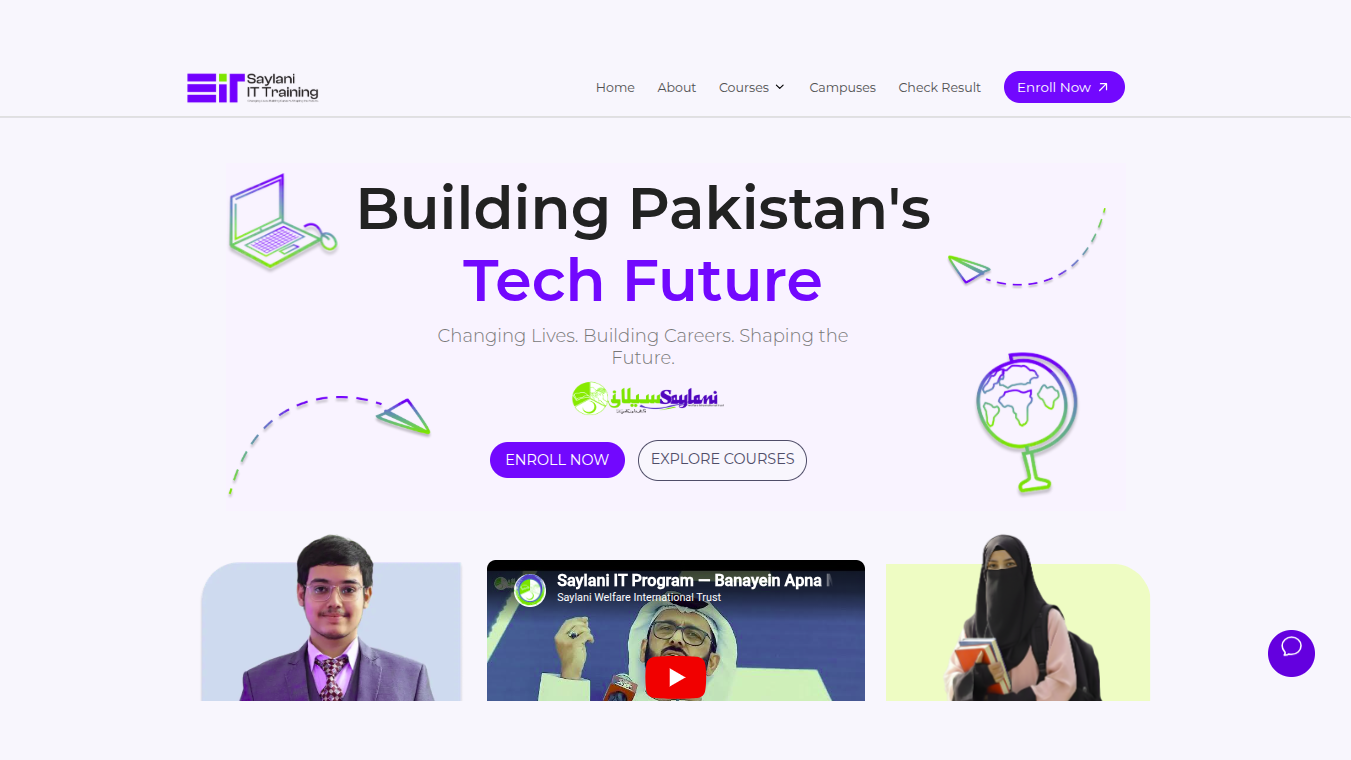 Saylani
IT Training
Home About Courses Campuses Check Result Enroll Now
Building Pakistan's
Tech Future
Changing Lives. Building Careers. Shaping the
Future.
سیلانی Saylani
ENROLL NOW EXPLORE COURSES
Saylani IT Program — Banayein Apna
Saylani Welfare International Trust